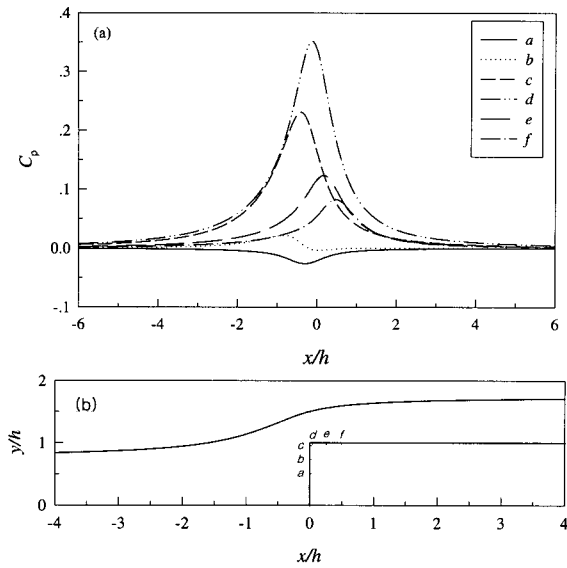 (a)
.4
.3
.2
.1
0.0
-.1
C_p
a
b
c
d
e
f
-6 -4 -2 0 2 4 6
x/h
(b)
2
1
0
y/h
d e f
c
b
a
-4 -3 -2 -1 0 1 2 3 4
x/h